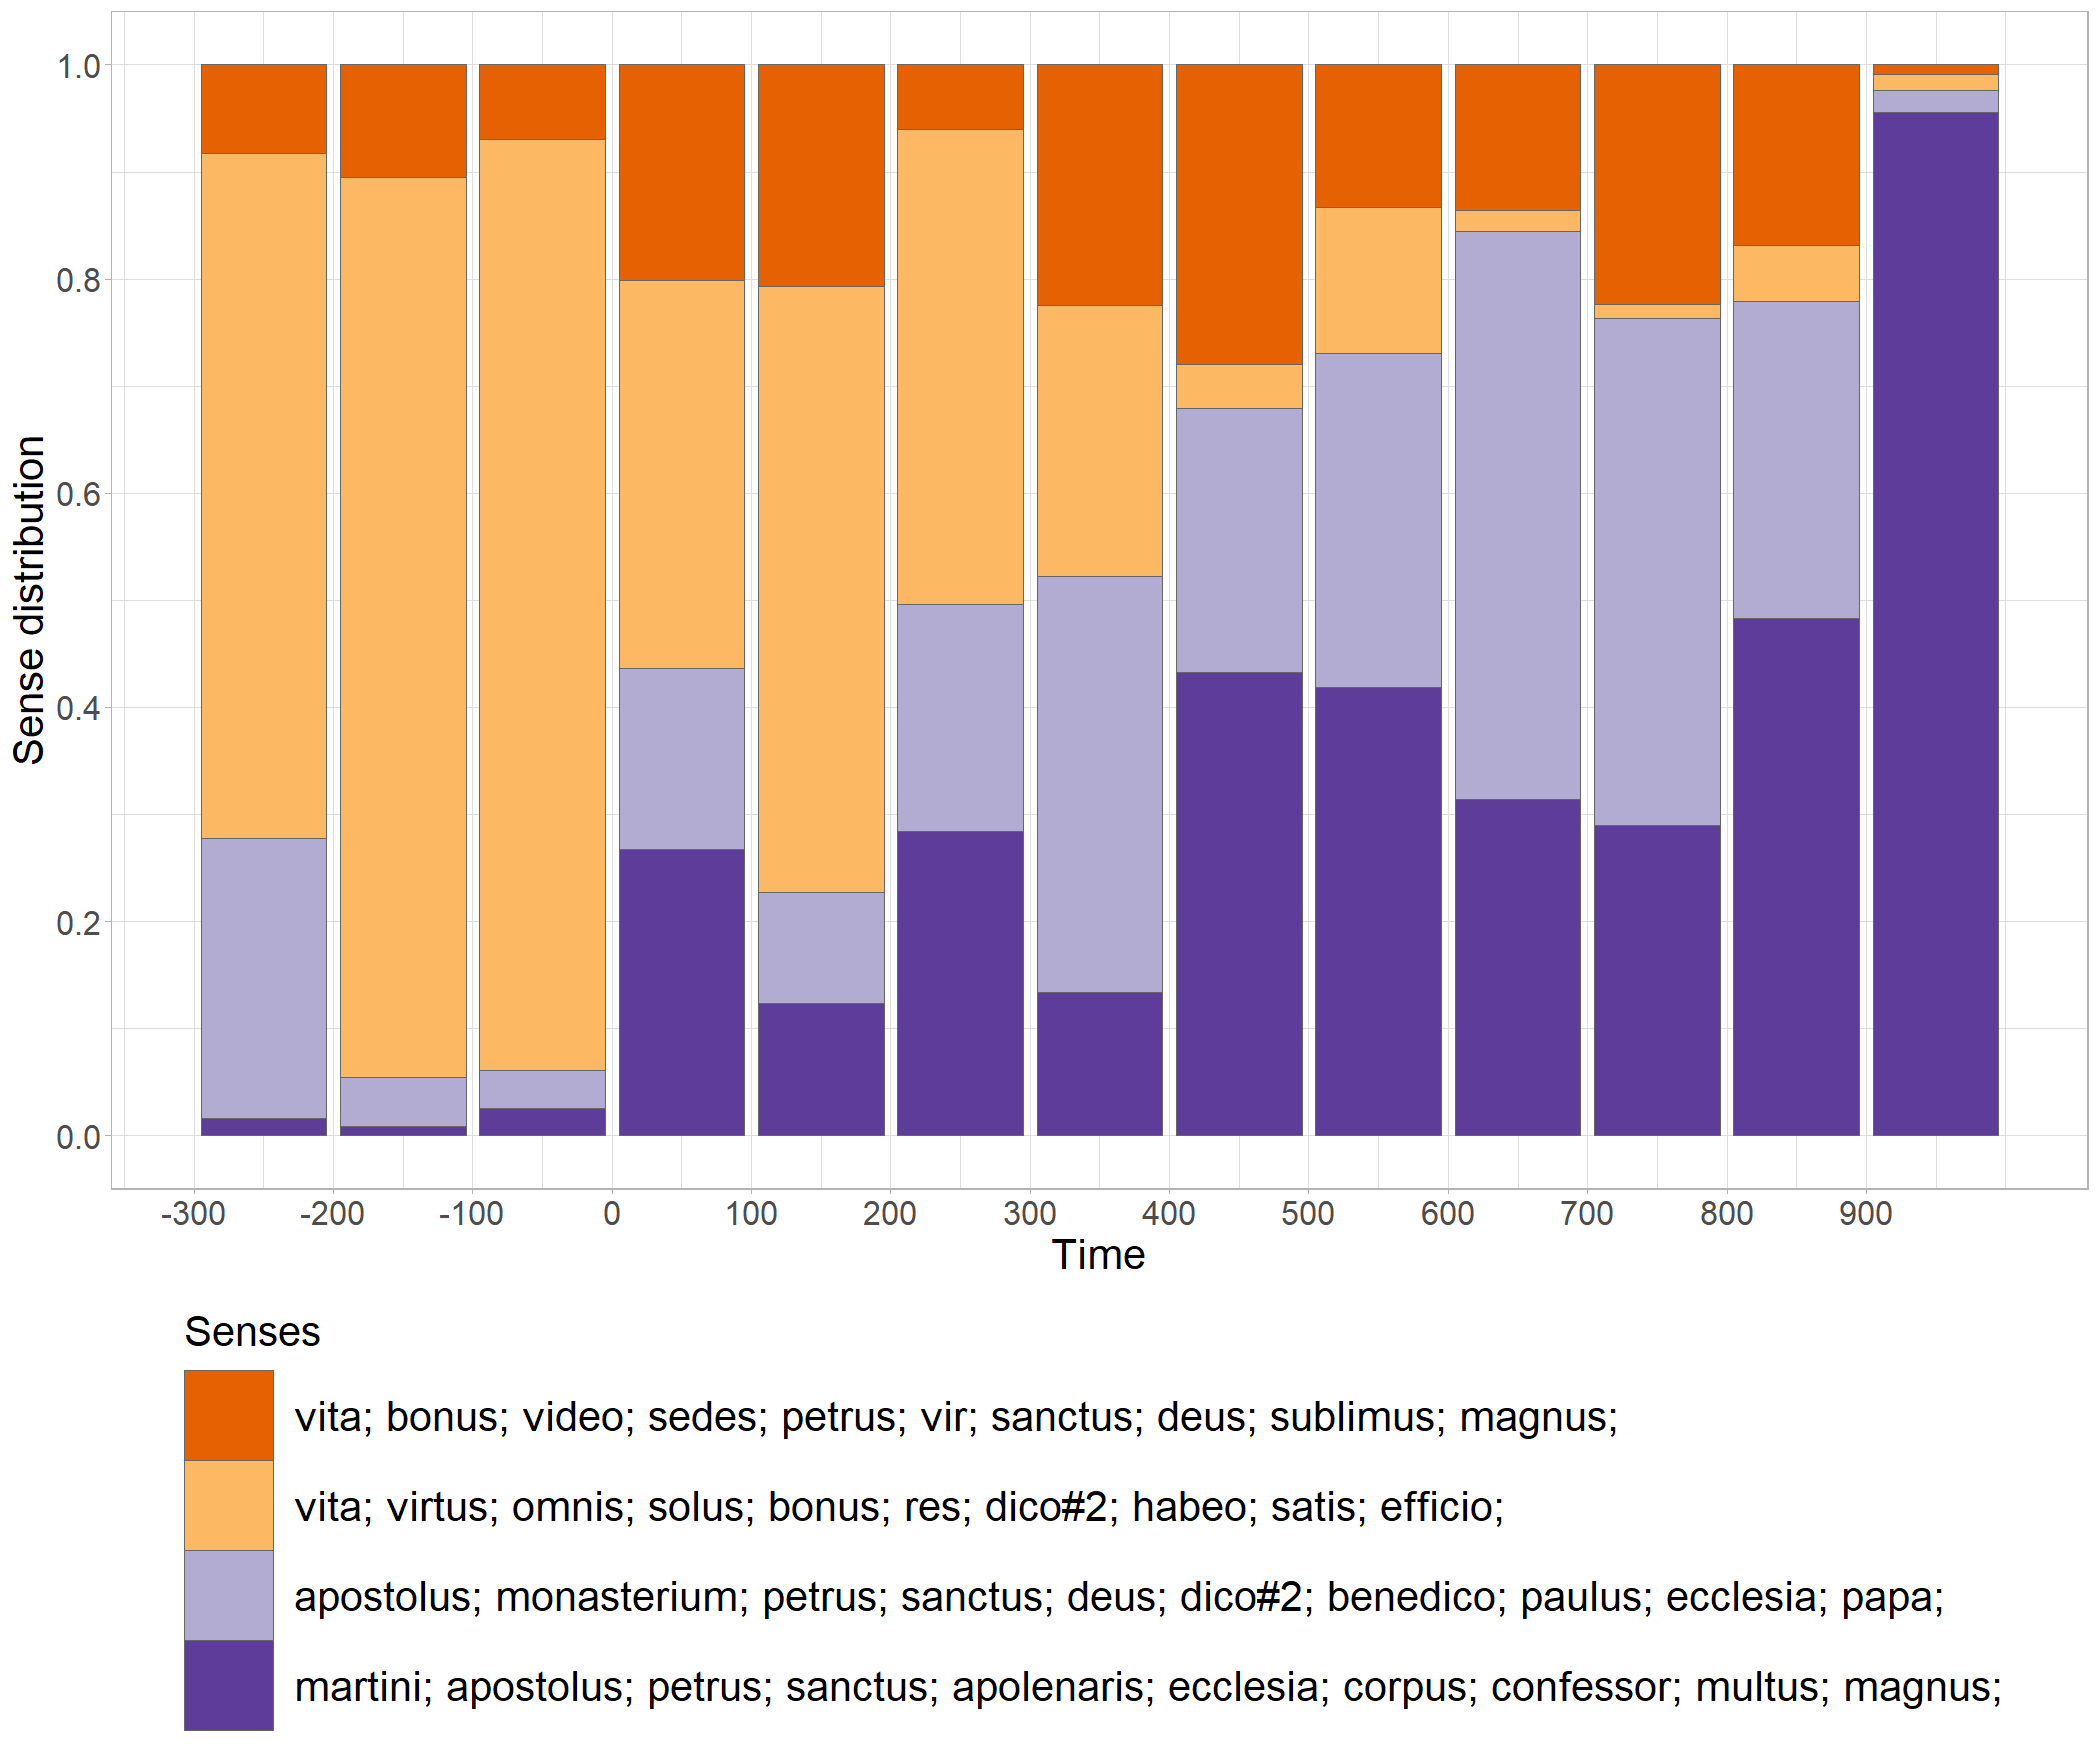 1.0
0.8
0.6
0.4
0.2
0.0
Sense distribution
-300 -200 -100 0 100 200 300 400 500 600 700 800 900
Time
Senses
vita; bonus; video; sedes; petrus; vir; sanctus; deus; sublimus; magnus;
vita; virtus; omnis; solus; bonus; res; dico#2; habeo; satis; efficio;
apostolus; monasterium; petrus; sanctus; deus; dico#2; benedico; paulus; ecclesia; papa;
martini; apostolus; petrus; sanctus; apolenaris; ecclesia; corpus; confessor; multus; magnus;